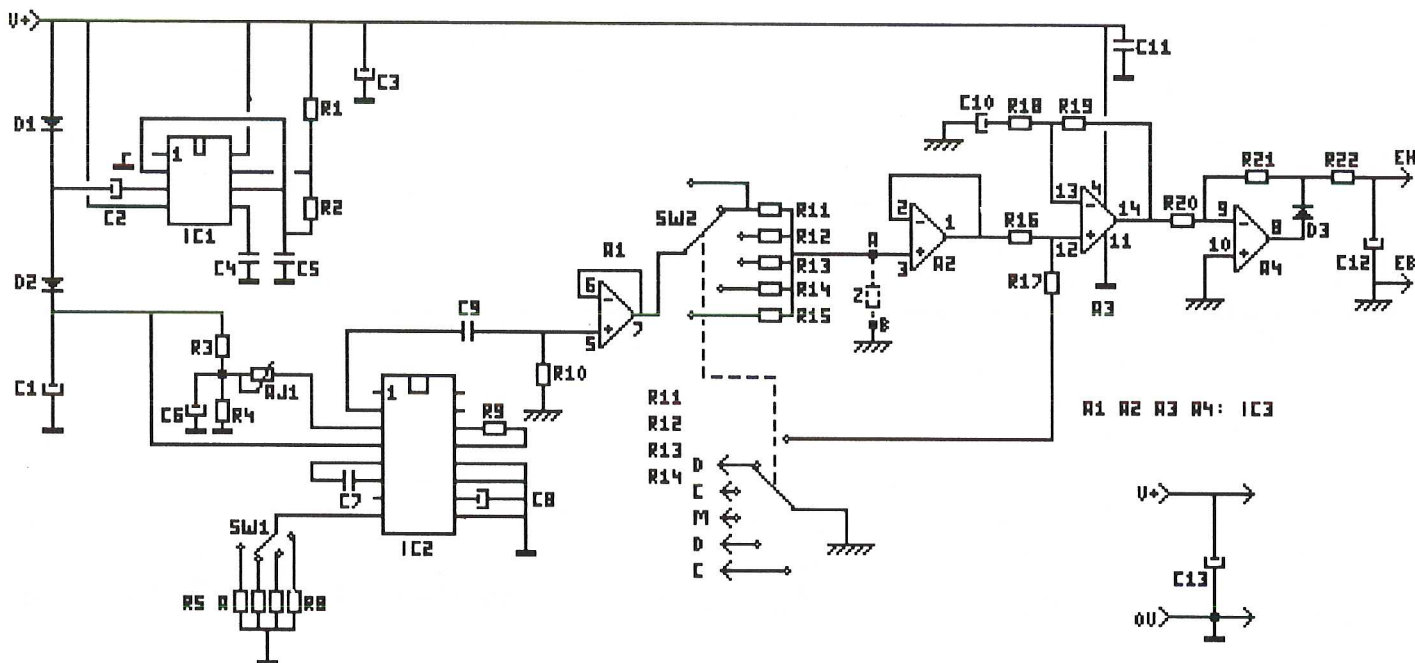 V+
C3
C11
R1
D1
1
C2
IC1
R2
C4
C5
D2
R3
AJ1
C6
R4
C1
C9
R10
6
5
7
A1
SW2
R11
R12
R13
R14
R15
A
Z
B
2
3
1
A2
C10
R18
R19
R16
R17
13
12
4
11
14
A3
R20
9
10
8
A4
R21
R22
D3
C12
EH
EB
1
R9
C7
C8
IC2
SW1
R5 A
R8
R11
R12
R13
R14
D
C
M
D
C
A1 A2 A3 A4: IC3
V+
C13
0V